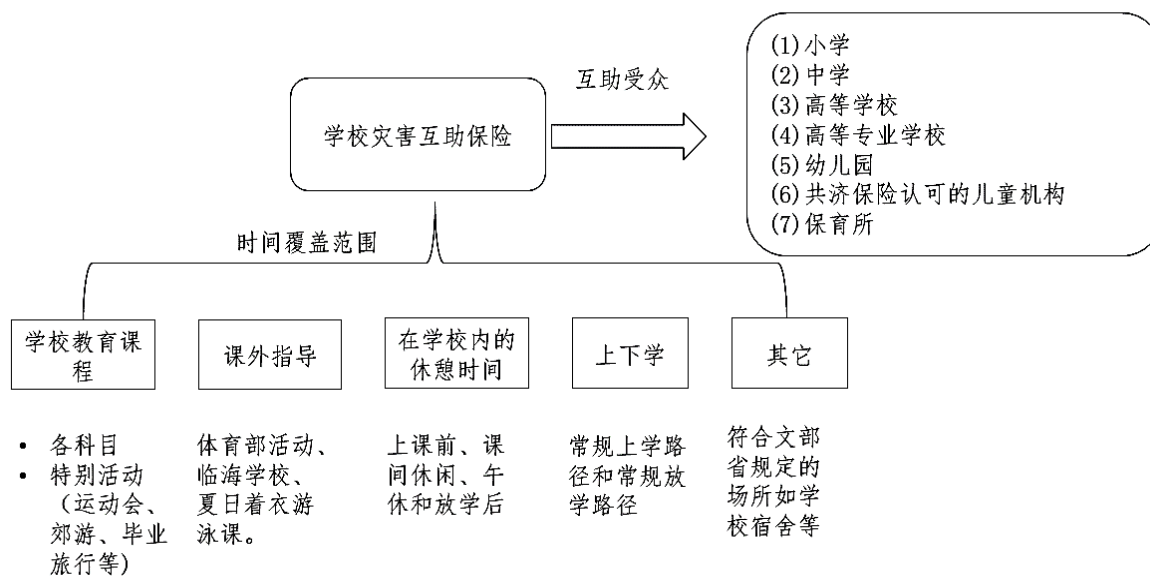 学校灾害互助保险
互助受众
(1)小学
(2)中学
(3)高等学校
(4)高等专业学校
(5)幼儿园
(6)共济保险认可的儿童机构
(7)保育所
时间覆盖范围
学校教育课
程
• 各科目
• 特别活动
（运动会、
郊游、毕业
旅行等)
课外指导
体育部活动、
临海学校、
夏日着衣游
泳课。
在学校内的
休憩时间
上课前、课
间休闲、午
休和放学后
上下学
常规上学路
径和常规放
学路径
其它
符合文部
省规定的
场所如学
校宿舍等